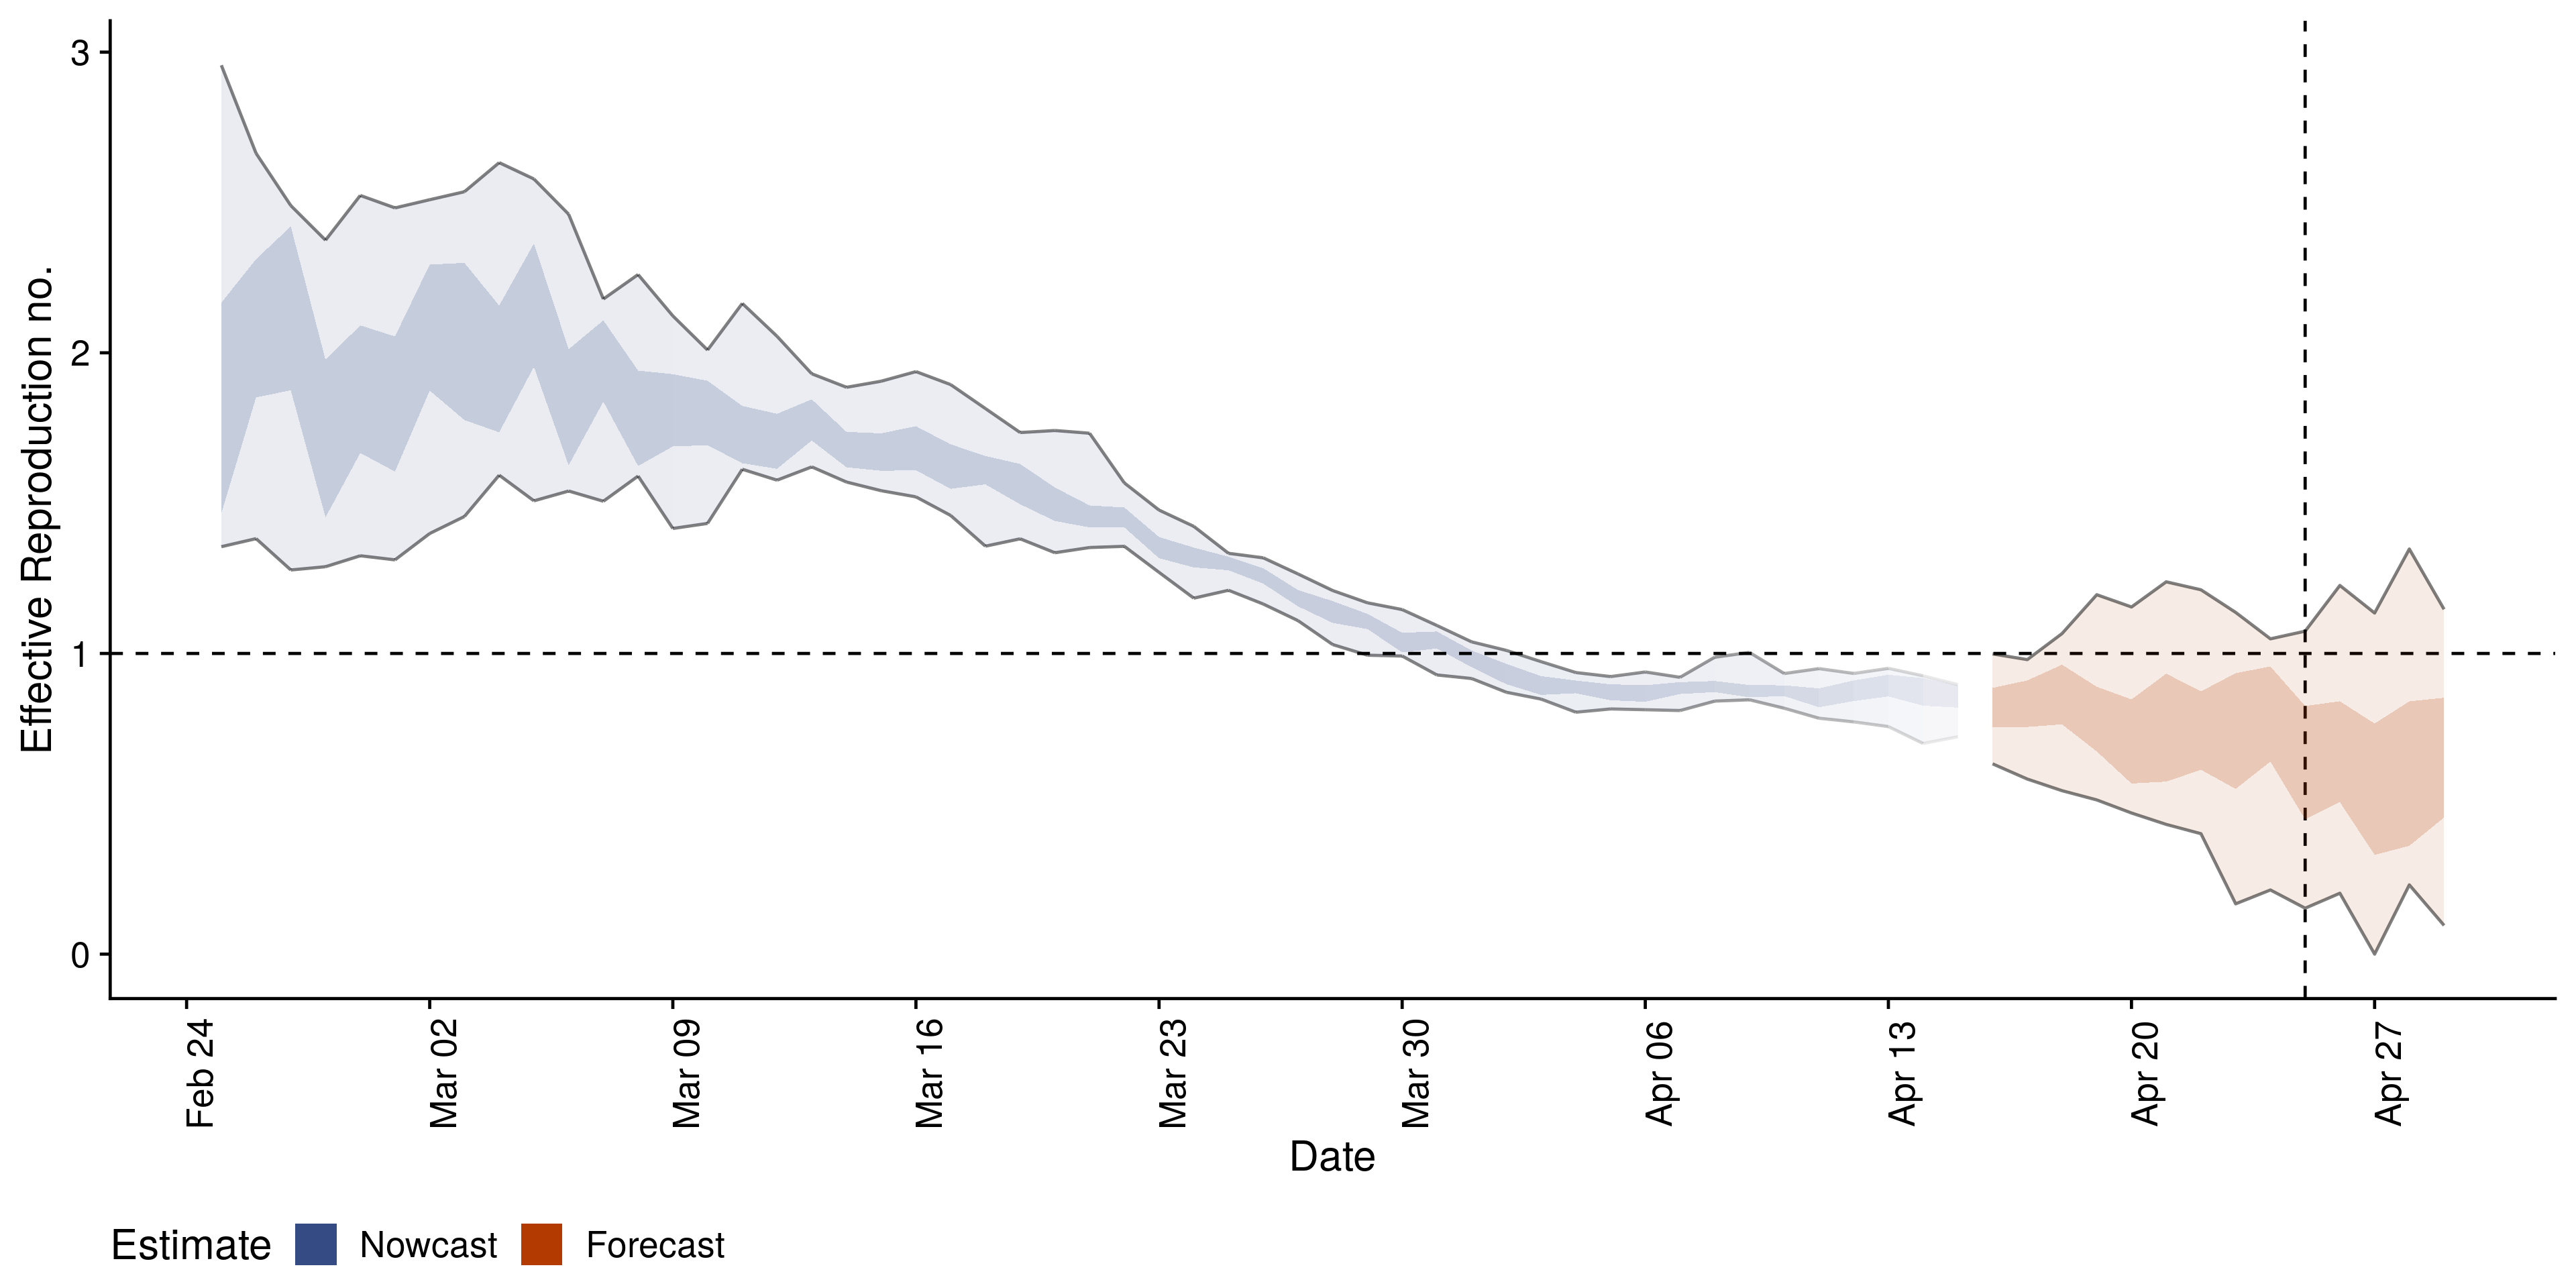 Effective Reproduction no.
3
2
1
0
Feb 24
Mar 02
Mar 09
Mar 16
Mar 23
Mar 30
Apr 06
Apr 13
Apr 20
Apr 27
Date
Estimate Nowcast Forecast